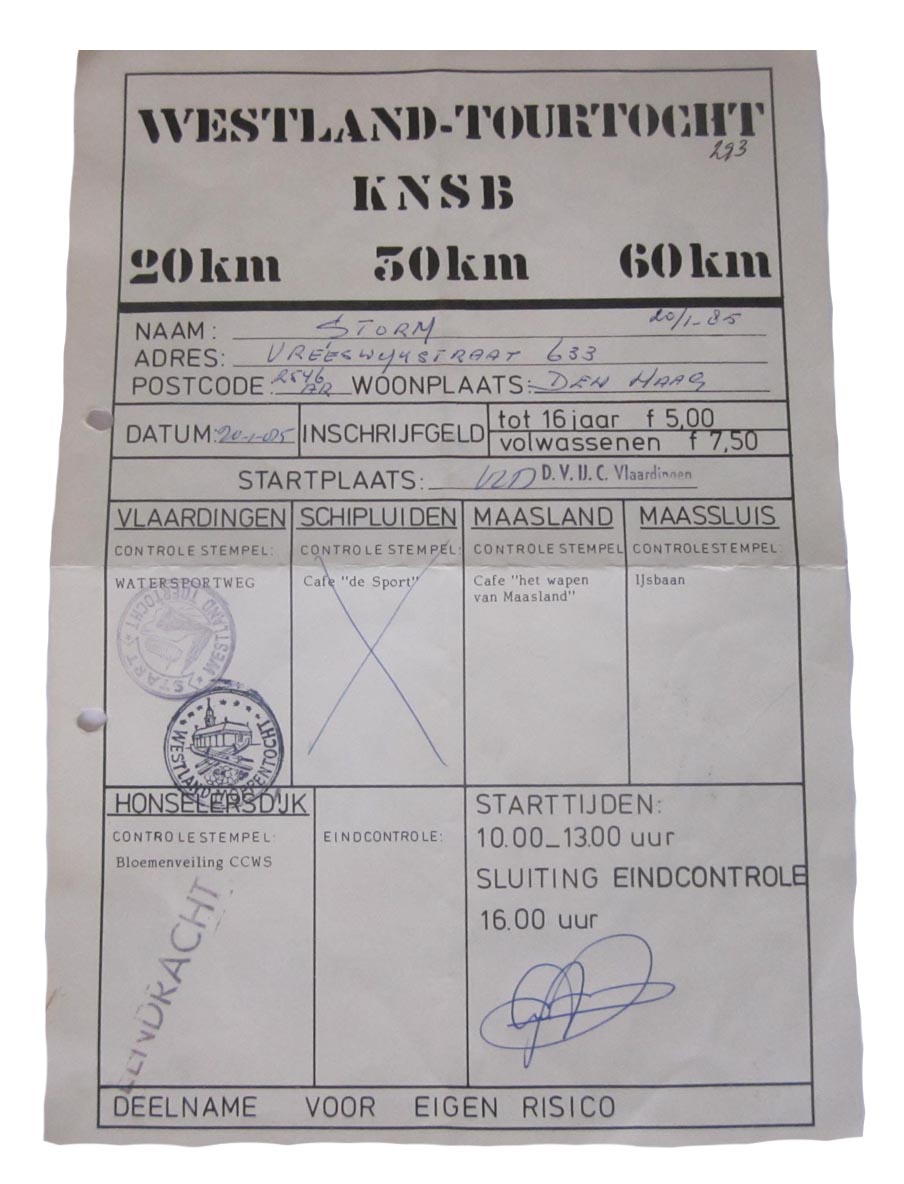 WESTLAND-TOURTOCHT
293
KNSB
20km 30km 60km
NAAM: STORM 20/1-85
ADRES: VREESWYKSTRAAT 633
POSTCODE: 2546 AR WOONPLAATS: DEN HAAG
DATUM: 20-1-85 INSCHRIJFGELD tot 16 jaar f 5,00
volwassenen f 7,50
STARTPLAATS: D.V.IJ.C. Vlaardingen
VLAARDINGEN SCHIPLUIDEN MAASLAND MAASSLUIS
CONTROLE STEMPEL: CONTROLE STEMPEL: CONTROLE STEMPEL CONTROLESTEMPEL:
WATERSPORTWEG Cafe "de Sport" Cafe "het wapen van Maasland" IJsbaan
START WESTLAND TOERTOCHT
WESTLAND MOLENTOCHT
HONSELERSDIJK
CONTROLESTEMPEL: EINDCONTROLE:
Bloemenveiling CCWS
EENDRACHT
STARTTIJDEN:
10.00-13.00 uur
SLUITING EINDCONTROLE
16.00 uur
DEELNAME VOOR EIGEN RISICO